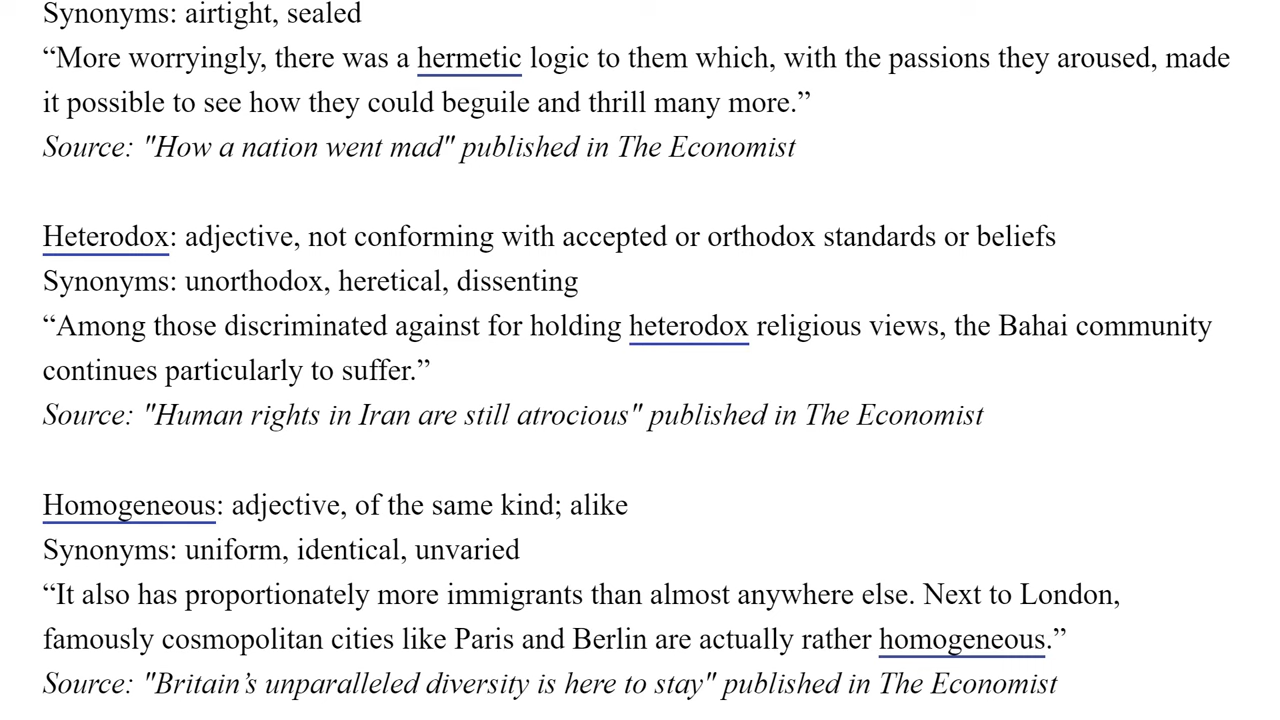 Synonyms: airtight, sealed
“More worryingly, there was a hermetic logic to them which, with the passions they aroused, made
it possible to see how they could beguile and thrill many more.”
Source: "How a nation went mad" published in The Economist
Heterodox: adjective, not conforming with accepted or orthodox standards or beliefs
Synonyms: unorthodox, heretical, dissenting
“Among those discriminated against for holding heterodox religious views, the Bahai community
continues particularly to suffer.”
Source: "Human rights in Iran are still atrocious" published in The Economist
Homogeneous: adjective, of the same kind; alike
Synonyms: uniform, identical, unvaried
“It also has proportionately more immigrants than almost anywhere else. Next to London,
famously cosmopolitan cities like Paris and Berlin are actually rather homogeneous.”
Source: "Britain’s unparalleled diversity is here to stay" published in The Economist